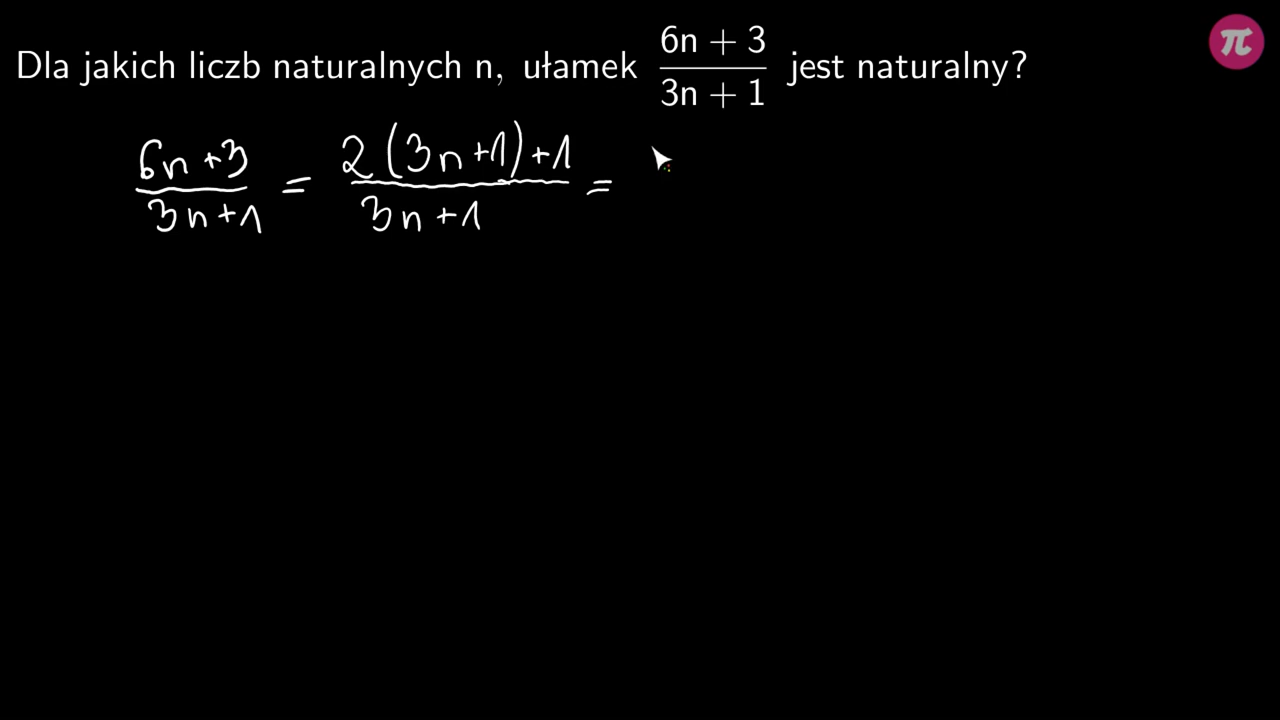 Dla jakich liczb naturalnych n, ułamek (6n + 3)/(3n + 1) jest naturalny?
(6n+3)/(3n+1) = (2(3n+1)+1)/(3n+1) =
π